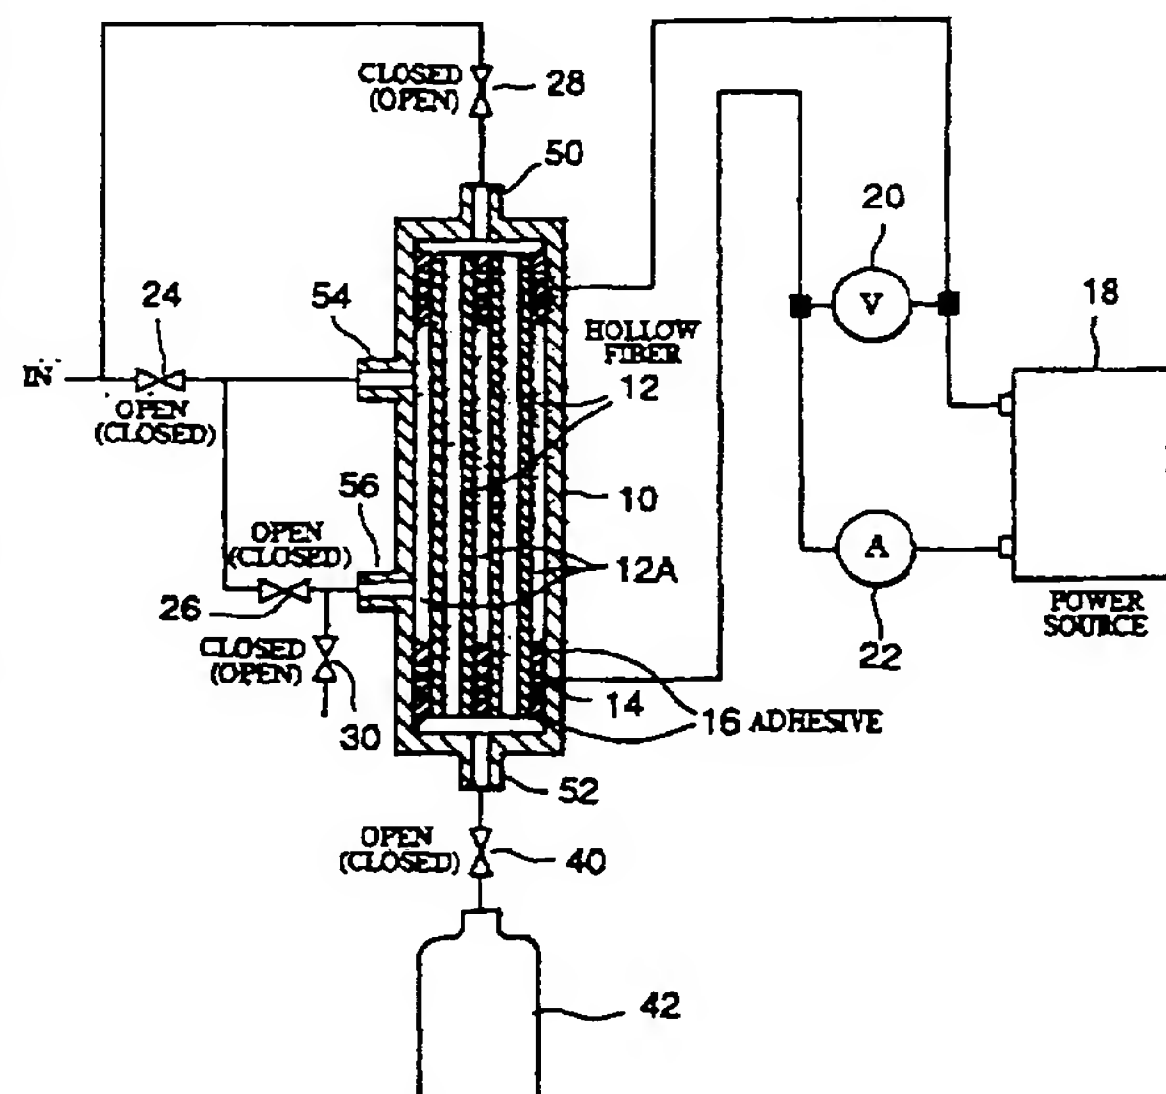 CLOSED
(OPEN)
28
50
20
V
18
24
54
IN
OPEN
(CLOSED)
HOLLOW
FIBER
12
56
10
OPEN
(CLOSED)
A
12A
26
CLOSED
(OPEN)
22
POWER
SOURCE
14
16 ADHESIVE
30
52
OPEN
(CLOSED)
40
42